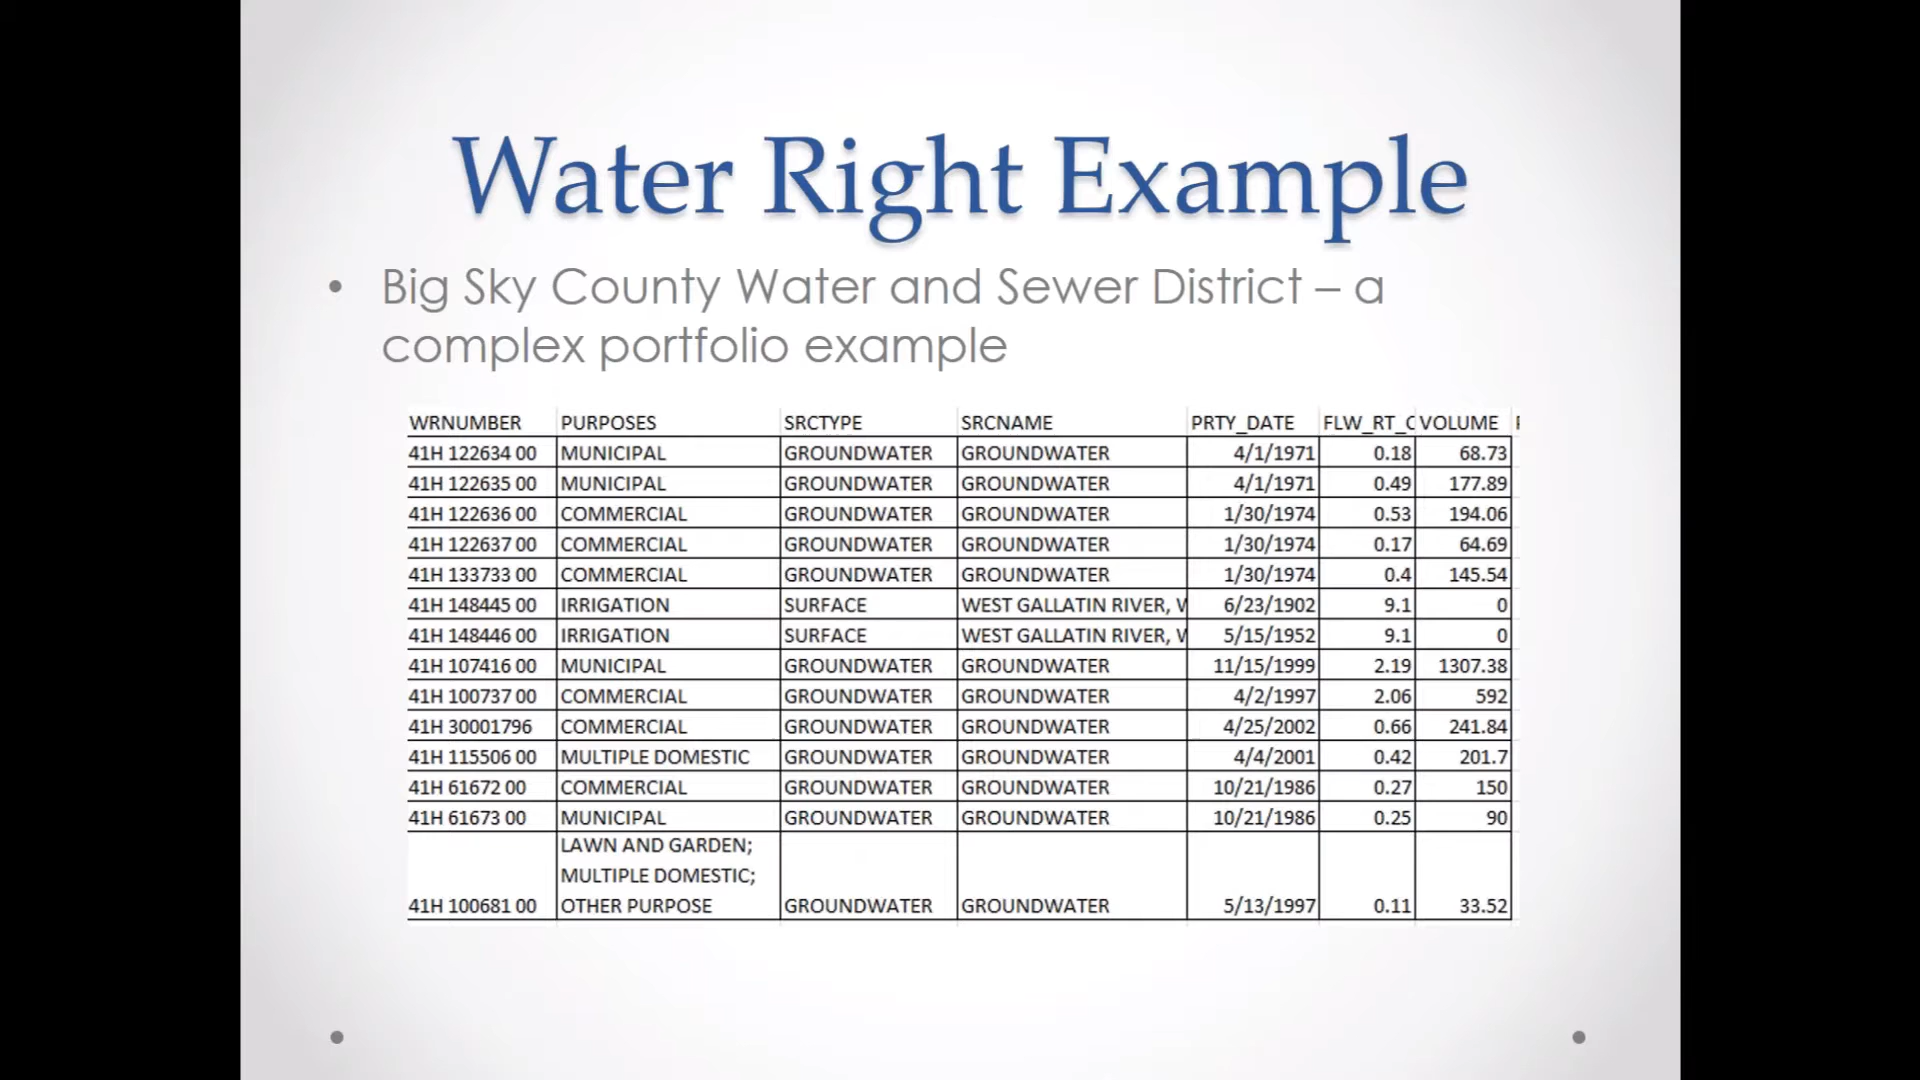 Water Right Example
• Big Sky County Water and Sewer District – a
complex portfolio example
WRNUMBER PURPOSES SRCTYPE SRCNAME PRTY_DATE FLW_RT_C VOLUME
41H 122634 00 MUNICIPAL GROUNDWATER GROUNDWATER 4/1/1971 0.18 68.73
41H 122635 00 MUNICIPAL GROUNDWATER GROUNDWATER 4/1/1971 0.49 177.89
41H 122636 00 COMMERCIAL GROUNDWATER GROUNDWATER 1/30/1974 0.53 194.06
41H 122637 00 COMMERCIAL GROUNDWATER GROUNDWATER 1/30/1974 0.17 64.69
41H 133733 00 COMMERCIAL GROUNDWATER GROUNDWATER 1/30/1974 0.4 145.54
41H 148445 00 IRRIGATION SURFACE WEST GALLATIN RIVER, 6/23/1902 9.1 0
41H 148446 00 IRRIGATION SURFACE WEST GALLATIN RIVER, 5/15/1952 9.1 0
41H 107416 00 MUNICIPAL GROUNDWATER GROUNDWATER 11/15/1999 2.19 1307.38
41H 100737 00 COMMERCIAL GROUNDWATER GROUNDWATER 4/2/1997 2.06 592
41H 30001796 COMMERCIAL GROUNDWATER GROUNDWATER 4/25/2002 0.66 241.84
41H 115506 00 MULTIPLE DOMESTIC GROUNDWATER GROUNDWATER 4/4/2001 0.42 201.7
41H 61672 00 COMMERCIAL GROUNDWATER GROUNDWATER 10/21/1986 0.27 150
41H 61673 00 MUNICIPAL GROUNDWATER GROUNDWATER 10/21/1986 0.25 90
LAWN AND GARDEN;
MULTIPLE DOMESTIC;
41H 100681 00 OTHER PURPOSE GROUNDWATER GROUNDWATER 5/13/1997 0.11 33.52